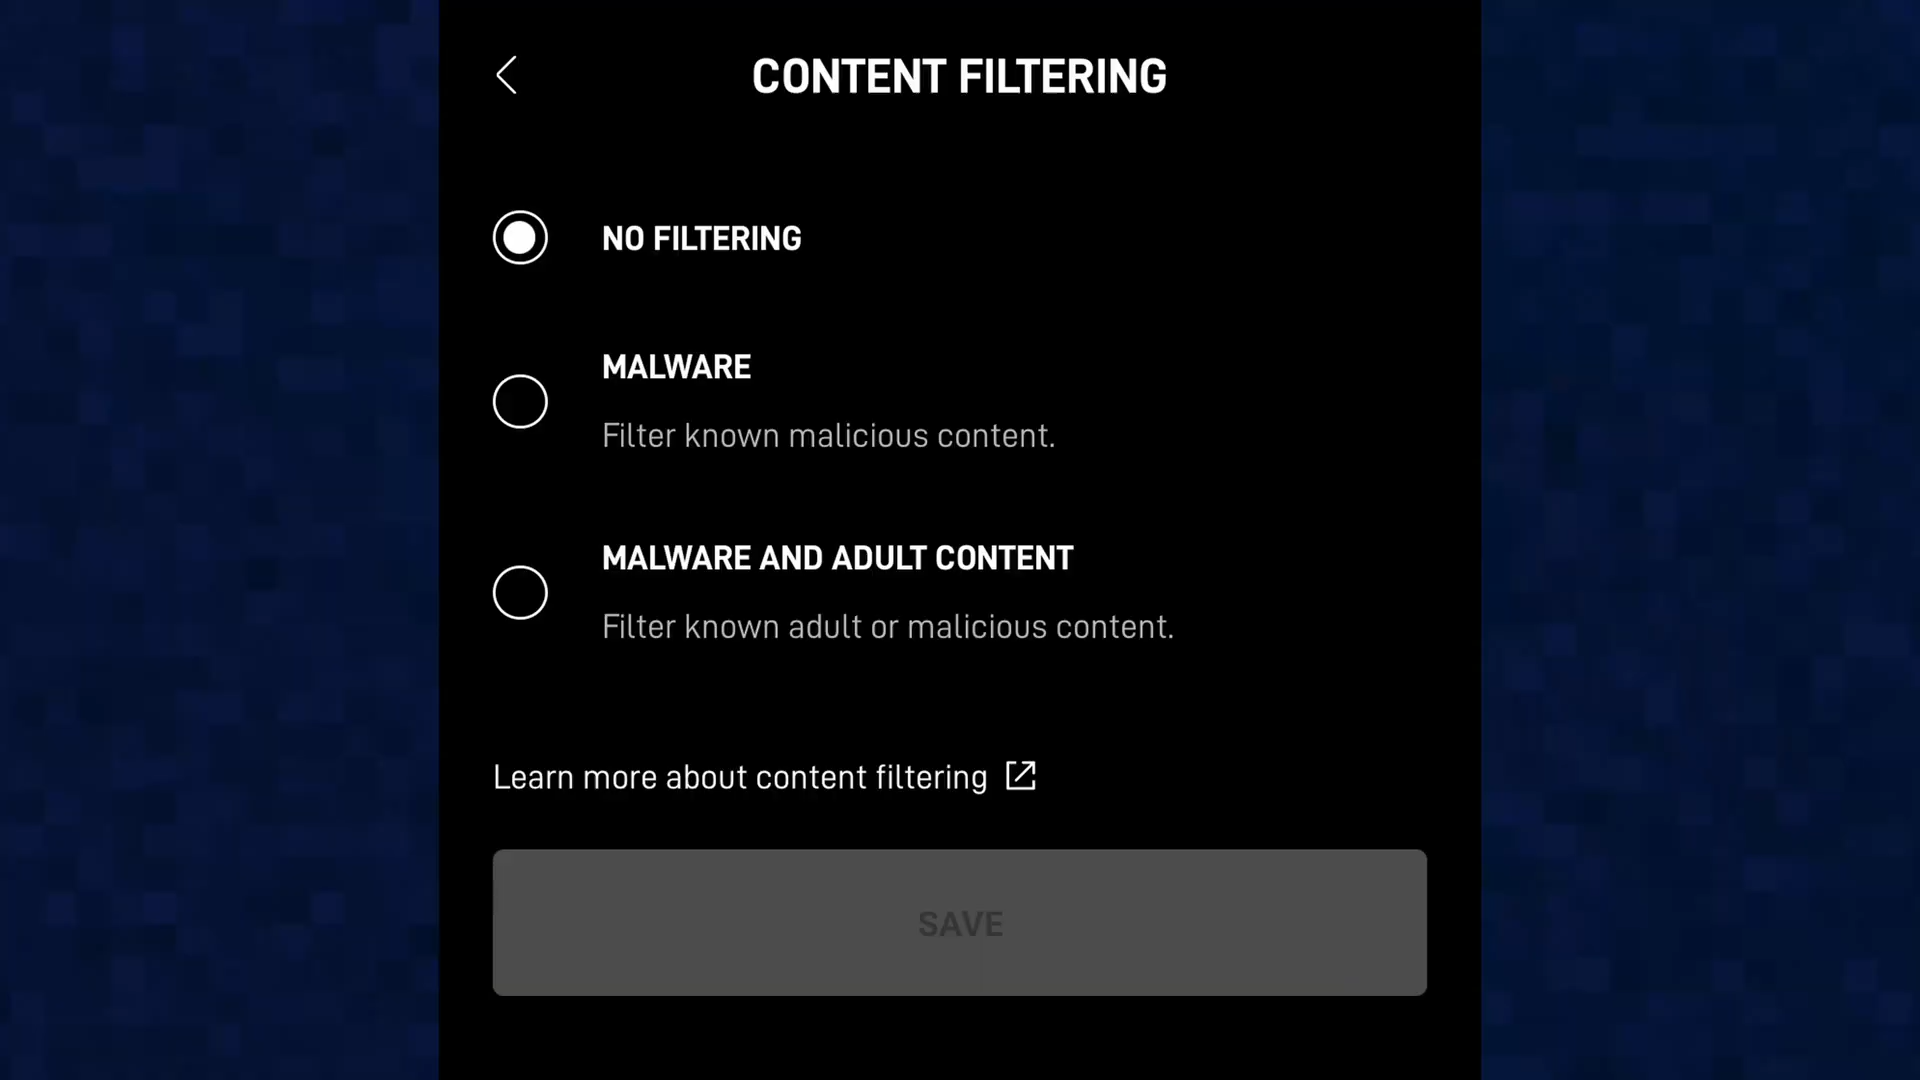 CONTENT FILTERING
NO FILTERING
MALWARE
Filter known malicious content.
MALWARE AND ADULT CONTENT
Filter known adult or malicious content.
Learn more about content filtering
SAVE